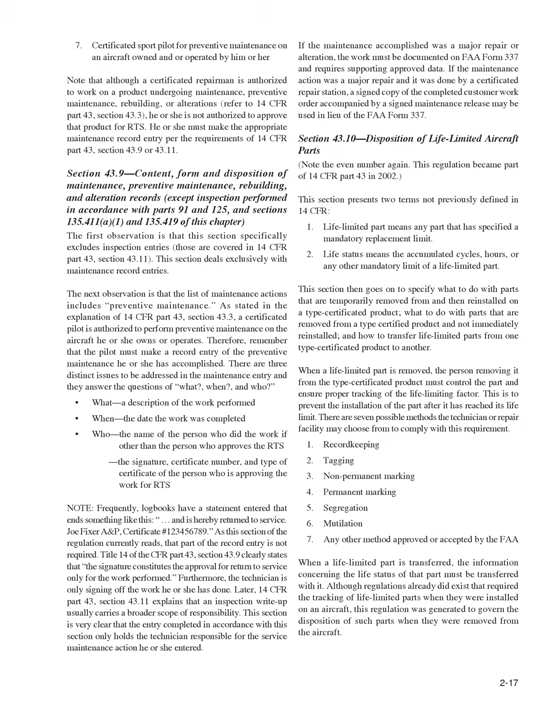 7. Certificated sport pilot for preventive maintenance on
an aircraft owned and or operated by him or her
Note that although a certificated repairman is authorized
to work on a product undergoing maintenance, preventive
maintenance, rebuilding, or alterations (refer to 14 CFR
part 43, section 43.3), he or she is not authorized to approve
that product for RTS. He or she must make the appropriate
maintenance record entry per the requirements of 14 CFR
part 43, section 43.9 or 43.11.
Section 43.9—Content, form and disposition of
maintenance, preventive maintenance, rebuilding,
and alteration records (except inspection performed
in accordance with parts 91 and 125, and sections
135.411(a)(1) and 135.419 of this chapter)
The first observation is that this section specifically
excludes inspection entries (those are covered in 14 CFR
part 43, section 43.11). This section deals exclusively with
maintenance record entries.
The next observation is that the list of maintenance actions
includes “preventive maintenance.” As stated in the
explanation of 14 CFR part 43, section 43.3, a certificated
pilot is authorized to perform preventive maintenance on the
aircraft he or she owns or operates. Therefore, remember
that the pilot must make a record entry of the preventive
maintenance he or she has accomplished. There are three
distinct issues to be addressed in the maintenance entry and
they answer the questions of “what?, when?, and who?”
• What—a description of the work performed
• When—the date the work was completed
• Who—the name of the person who did the work if
other than the person who approves the RTS
—the signature, certificate number, and type of
certificate of the person who is approving the
work for RTS
NOTE: Frequently, logbooks have a statement entered that
ends something like this: “ … and is hereby returned to service.
Joe Fixer A&P, Certificate #123456789.” As this section of the
regulation currently reads, that part of the record entry is not
required. Title 14 of the CFR part 43, section 43.9 clearly states
that “the signature constitutes the approval for return to service
only for the work performed.” Furthermore, the technician is
only signing off the work he or she has done. Later, 14 CFR
part 43, section 43.11 explains that an inspection write-up
usually carries a broader scope of responsibility. This section
is very clear that the entry completed in accordance with this
section only holds the technician responsible for the service
maintenance action he or she entered.
If the maintenance accomplished was a major repair or
alteration, the work must be documented on FAA Form 337
and requires supporting approved data. If the maintenance
action was a major repair and it was done by a certificated
repair station, a signed copy of the completed customer work
order accompanied by a signed maintenance release may be
used in lieu of the FAA Form 337.
Section 43.10—Disposition of Life-Limited Aircraft
Parts
(Note the even number again. This regulation became part
of 14 CFR part 43 in 2002.)
This section presents two terms not previously defined in
14 CFR:
1. Life-limited part means any part that has specified a
mandatory replacement limit.
2. Life status means the accumulated cycles, hours, or
any other mandatory limit of a life-limited part.
This section then goes on to specify what to do with parts
that are temporarily removed from and then reinstalled on
a type-certificated product; what to do with parts that are
removed from a type certified product and not immediately
reinstalled; and how to transfer life-limited parts from one
type-certificated product to another.
When a life-limited part is removed, the person removing it
from the type-certificated product must control the part and
ensure proper tracking of the life-limiting factor. This is to
prevent the installation of the part after it has reached its life
limit. There are seven possible methods the technician or repair
facility may choose from to comply with this requirement.
1. Recordkeeping
2. Tagging
3. Non-permanent marking
4. Permanent marking
5. Segregation
6. Mutilation
7. Any other method approved or accepted by the FAA
When a life-limited part is transferred, the information
concerning the life status of that part must be transferred
with it. Although regulations already did exist that required
the tracking of life-limited parts when they were installed
on an aircraft, this regulation was generated to govern the
disposition of such parts when they were removed from
the aircraft.
2-17